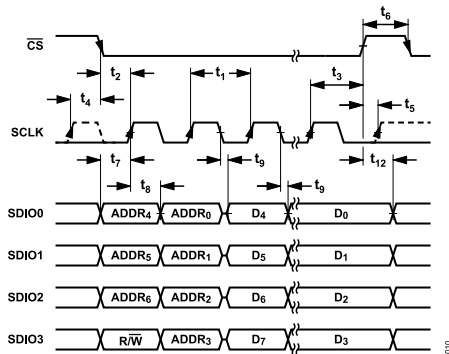 t6
CS
t2 t1 t3
t4 t5
SCLK
t7 t9 t12
t8 t9
SDIO0 ADDR4 ADDR0 D4 D0
SDIO1 ADDR5 ADDR1 D5 D1
SDIO2 ADDR6 ADDR2 D6 D2
SDIO3 R/W ADDR3 D7 D3
010